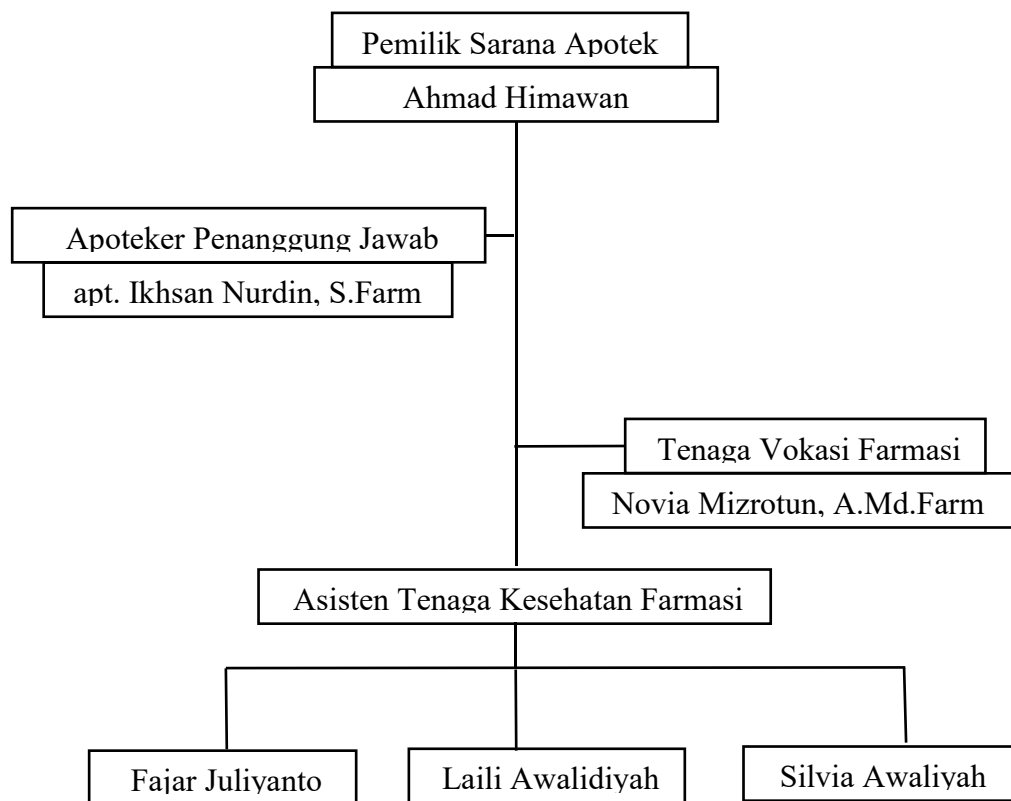 Pemilik Sarana Apotek
Ahmad Himawan
Apoteker Penanggung Jawab
apt. Ikhsan Nurdin, S.Farm
Tenaga Vokasi Farmasi
Novia Mizrotun, A.Md.Farm
Asisten Tenaga Kesehatan Farmasi
Fajar Juliyanto
Laili Awalidiyah
Silvia Awaliyah